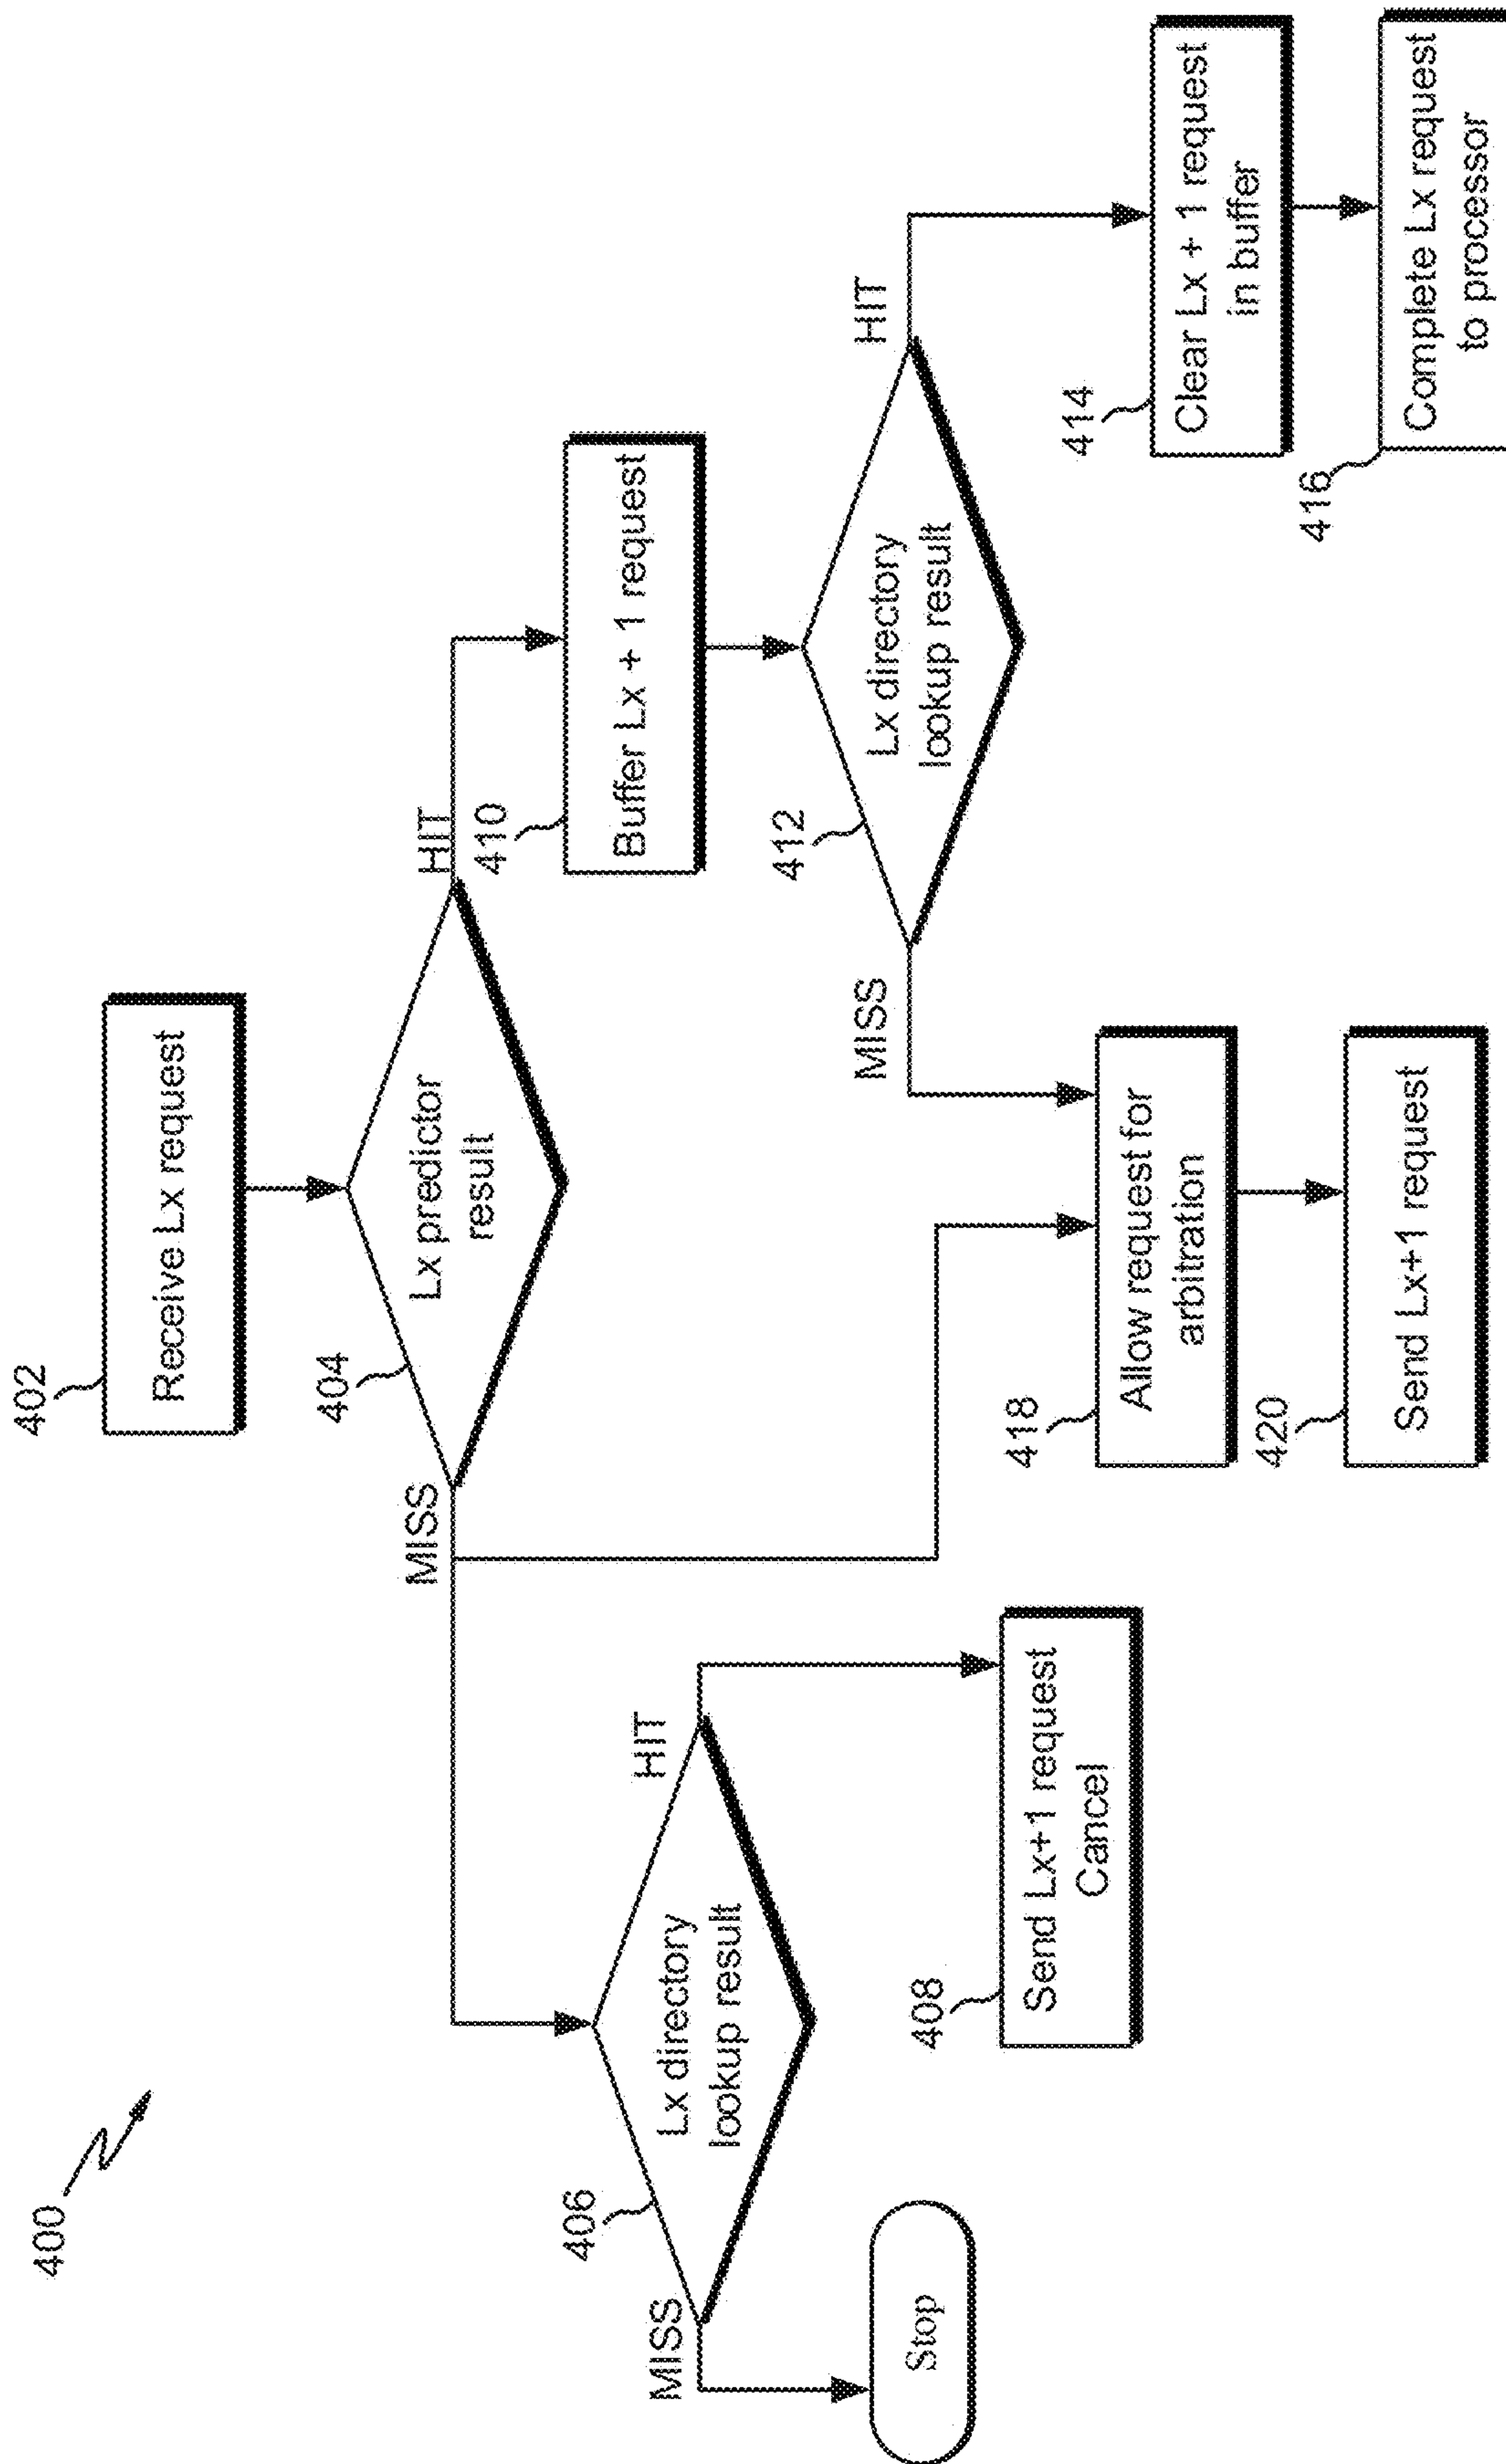 400
402
Receive Lx request
404
Lx predictor
result
MISS
HIT
406
Lx directory
lookup result
MISS
HIT
Stop
408
Send Lx+1 request
Cancel
410
Buffer Lx + 1 request
412
Lx directory
lookup result
MISS
HIT
418
Allow request for
arbitration
420
Send Lx+1 request
414
Clear Lx + 1 request
in buffer
416
Complete Lx request
to processor